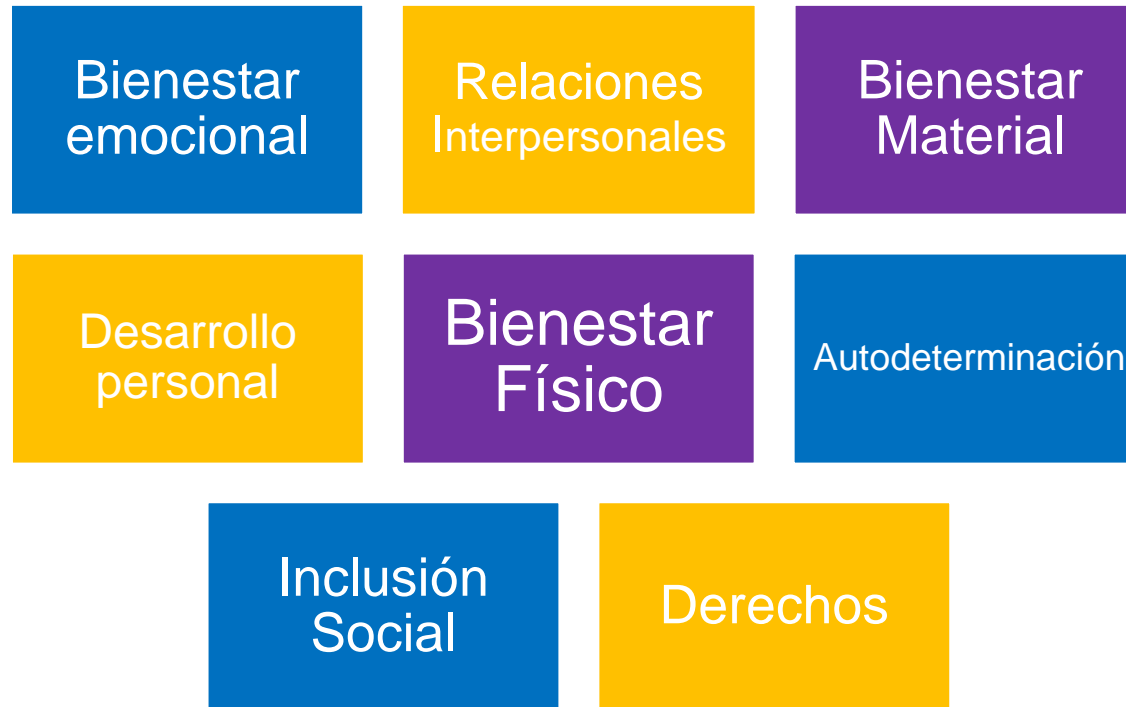 Bienestar
emocional
Relaciones
Interpersonales
Bienestar
Material
Desarrollo
personal
Bienestar
Físico
Autodeterminación
Inclusión
Social
Derechos